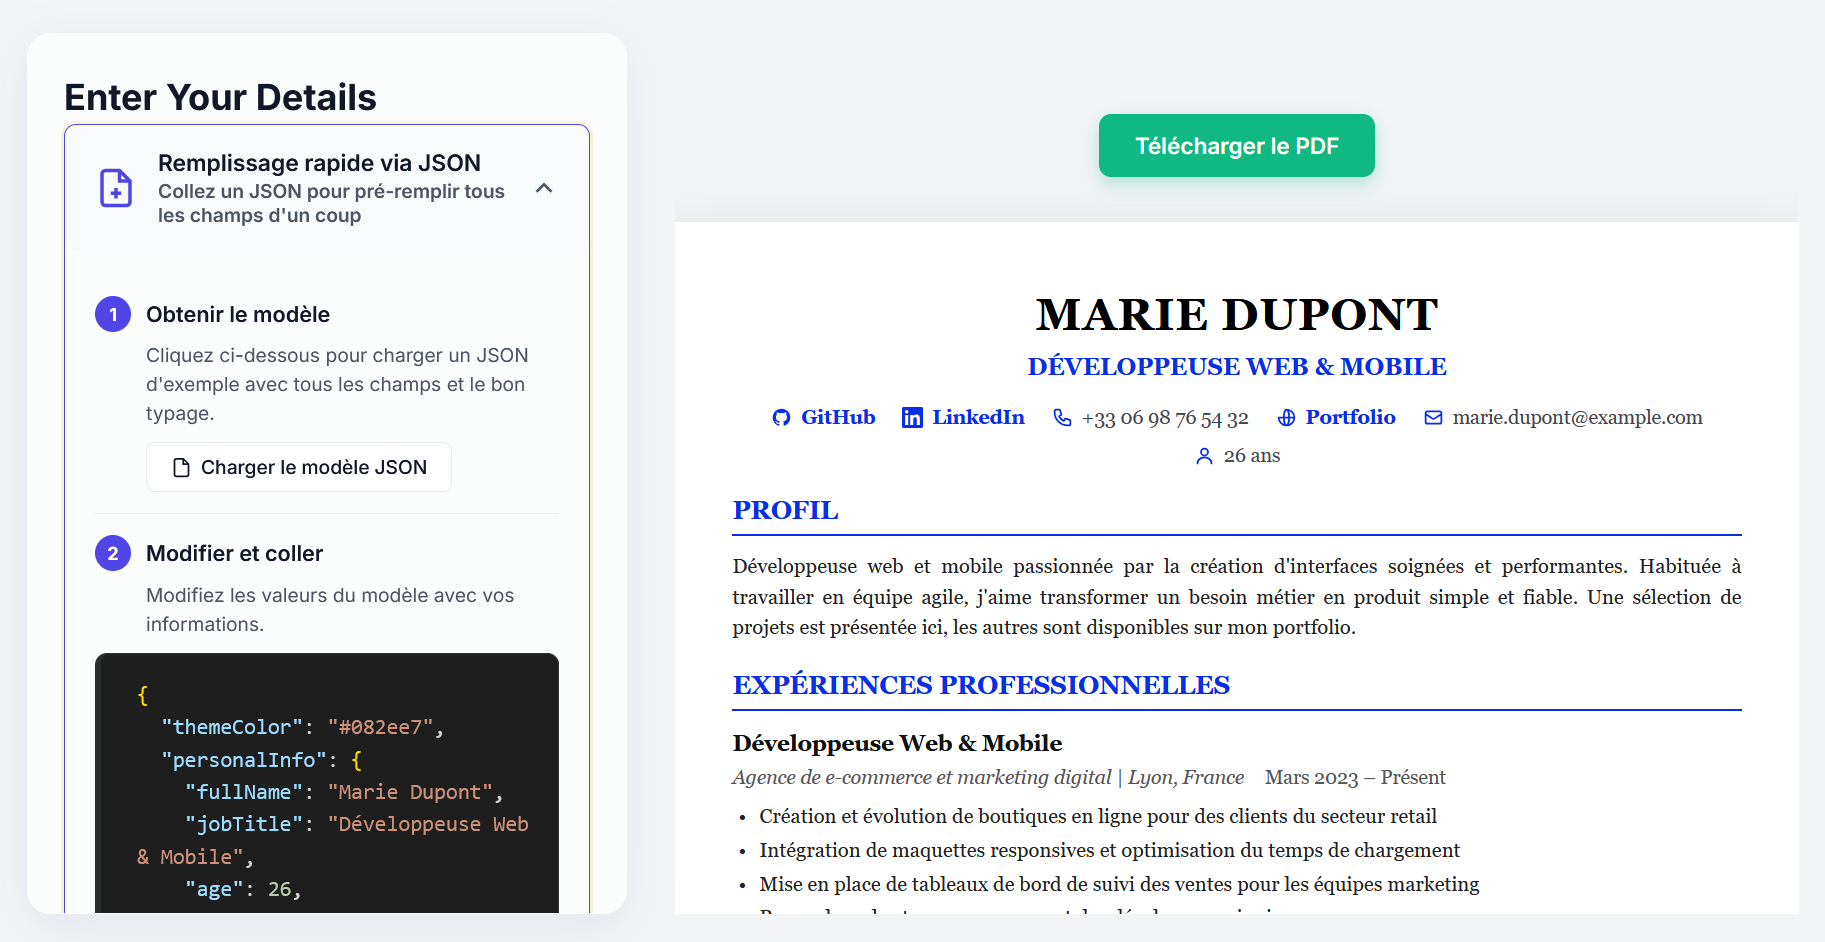 Enter Your Details
Remplissage rapide via JSON
Collez un JSON pour pré-remplir tous
les champs d'un coup
1 Obtenir le modèle
Cliquez ci-dessous pour charger un JSON
d'exemple avec tous les champs et le bon
typage.
Charger le modèle JSON
2 Modifier et coller
Modifiez les valeurs du modèle avec vos
informations.
{
"themeColor": "#082ee7",
"personalInfo": {
"fullName": "Marie Dupont",
"jobTitle": "Développeuse Web
& Mobile",
"age": 26,
Télécharger le PDF
MARIE DUPONT
DÉVELOPPEUSE WEB & MOBILE
GitHub LinkedIn +33 06 98 76 54 32 Portfolio marie.dupont@example.com
26 ans
PROFIL
Développeuse web et mobile passionnée par la création d'interfaces soignées et performantes. Habituée à
travailler en équipe agile, j'aime transformer un besoin métier en produit simple et fiable. Une sélection de
projets est présentée ici, les autres sont disponibles sur mon portfolio.
EXPÉRIENCES PROFESSIONNELLES
Développeuse Web & Mobile
Agence de e-commerce et marketing digital | Lyon, France Mars 2023 – Présent
• Création et évolution de boutiques en ligne pour des clients du secteur retail
• Intégration de maquettes responsives et optimisation du temps de chargement
• Mise en place de tableaux de bord de suivi des ventes pour les équipes marketing